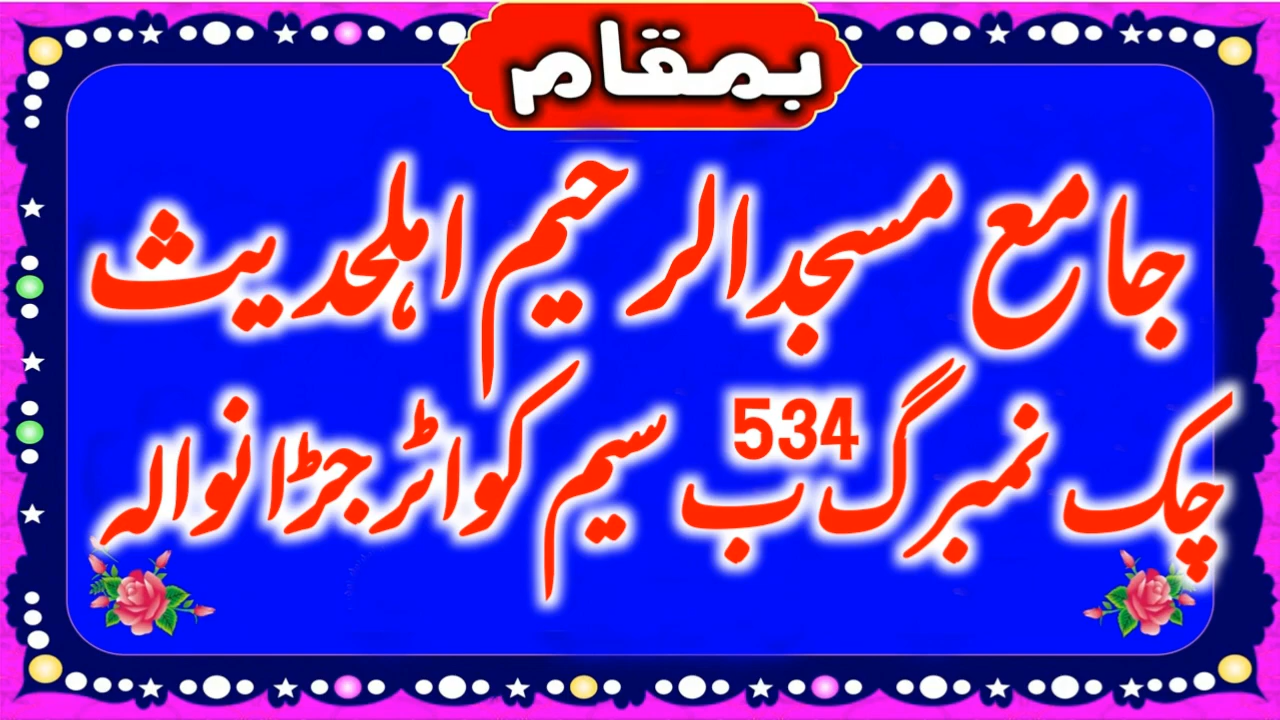 بمقام
جامع مسجد الرحیم اہلحدیث
چک نمبر گ ب 534 سیم کواٹر جڑانوالہ